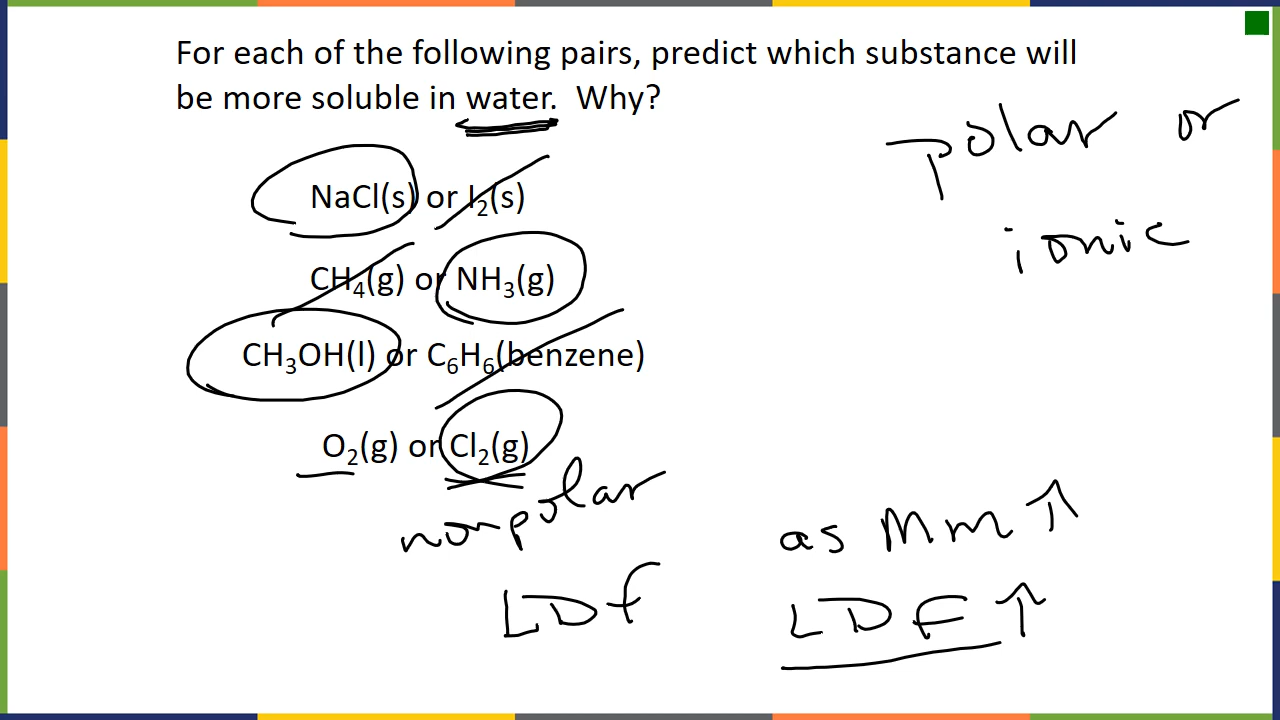 For each of the following pairs, predict which substance will
be more soluble in water. Why?
polar or
ionic
NaCl(s) or I₂(s)
CH₄(g) or NH₃(g)
CH₃OH(l) or C₆H₆(benzene)
O₂(g) or Cl₂(g)
nonpolar
LDf
as Mm ↑
LDF ↑